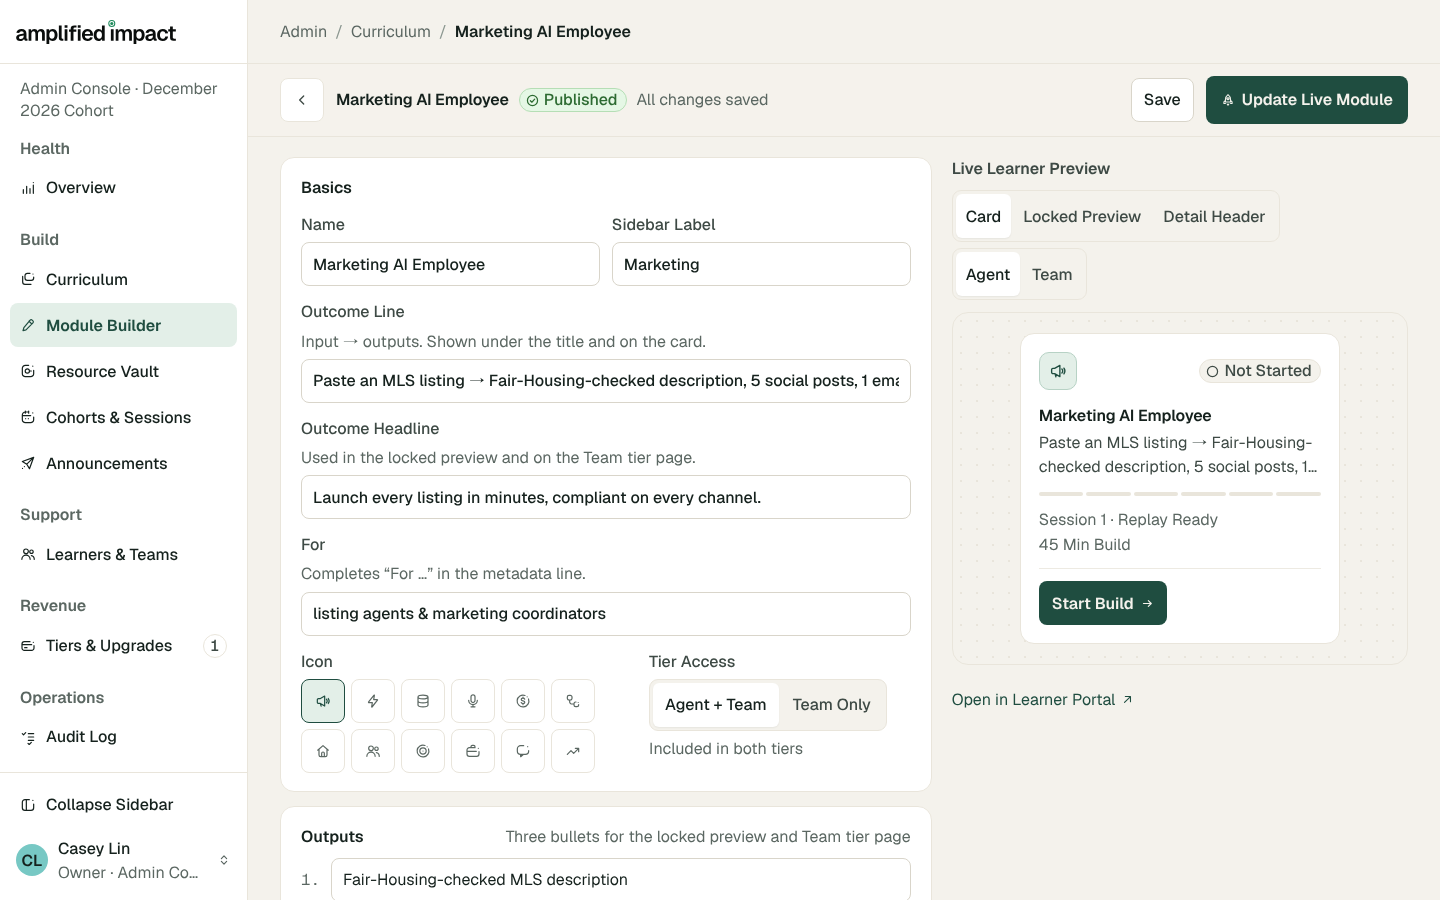 amplified impact
Admin Console · December
2026 Cohort
Health
Overview
Build
Curriculum
Module Builder
Resource Vault
Cohorts & Sessions
Announcements
Support
Learners & Teams
Revenue
Tiers & Upgrades 1
Operations
Audit Log
Collapse Sidebar
CL
Casey Lin
Owner · Admin Co...
Admin / Curriculum / Marketing AI Employee
Marketing AI Employee Published All changes saved
Save Update Live Module
Basics
Name Sidebar Label
Marketing AI Employee Marketing
Outcome Line
Input → outputs. Shown under the title and on the card.
Paste an MLS listing → Fair-Housing-checked description, 5 social posts, 1 ema
Outcome Headline
Used in the locked preview and on the Team tier page.
Launch every listing in minutes, compliant on every channel.
For
Completes “For ...” in the metadata line.
listing agents & marketing coordinators
Icon
Tier Access
Agent + Team Team Only
Included in both tiers
Outputs Three bullets for the locked preview and Team tier page
1. Fair-Housing-checked MLS description
Live Learner Preview
Card Locked Preview Detail Header
Agent Team
Not Started
Marketing AI Employee
Paste an MLS listing → Fair-Housing-
checked description, 5 social posts, 1...
Session 1 · Replay Ready
45 Min Build
Start Build →
Open in Learner Portal ↗